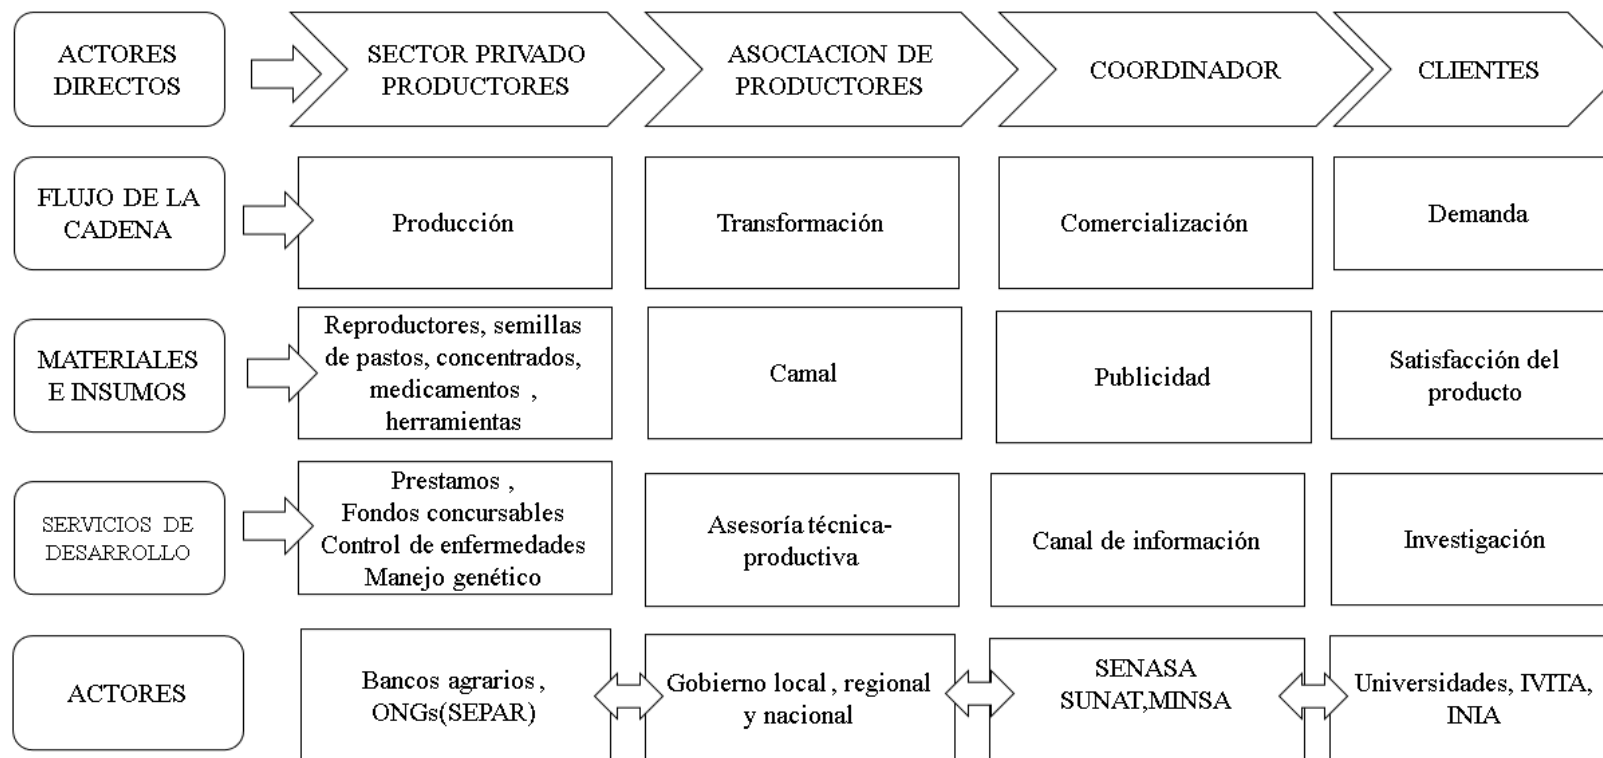 ACTORES
DIRECTOS
SECTOR PRIVADO
PRODUCTORES
ASOCIACION DE
PRODUCTORES
COORDINADOR
CLIENTES
FLUJO DE LA
CADENA
Producción
Transformación
Comercialización
Demanda
MATERIALES
E INSUMOS
Reproductores, semillas
de pastos, concentrados,
medicamentos ,
herramientas
Camal
Publicidad
Satisfacción del
producto
SERVICIOS DE
DESARROLLO
Prestamos ,
Fondos concursables
Control de enfermedades
Manejo genético
Asesoría técnica-
productiva
Canal de información
Investigación
ACTORES
Bancos agrarios ,
ONGs(SEPAR)
Gobierno local , regional
y nacional
SENASA
SUNAT,MINSA
Universidades, IVITA,
INIA